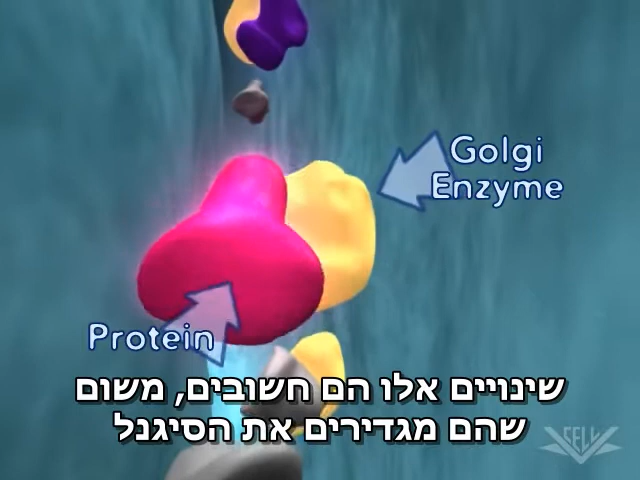 Golgi
Enzyme
Protein
שינויים אלו הם חשובים, משום
שהם מגדירים את הסיגנל
CELL